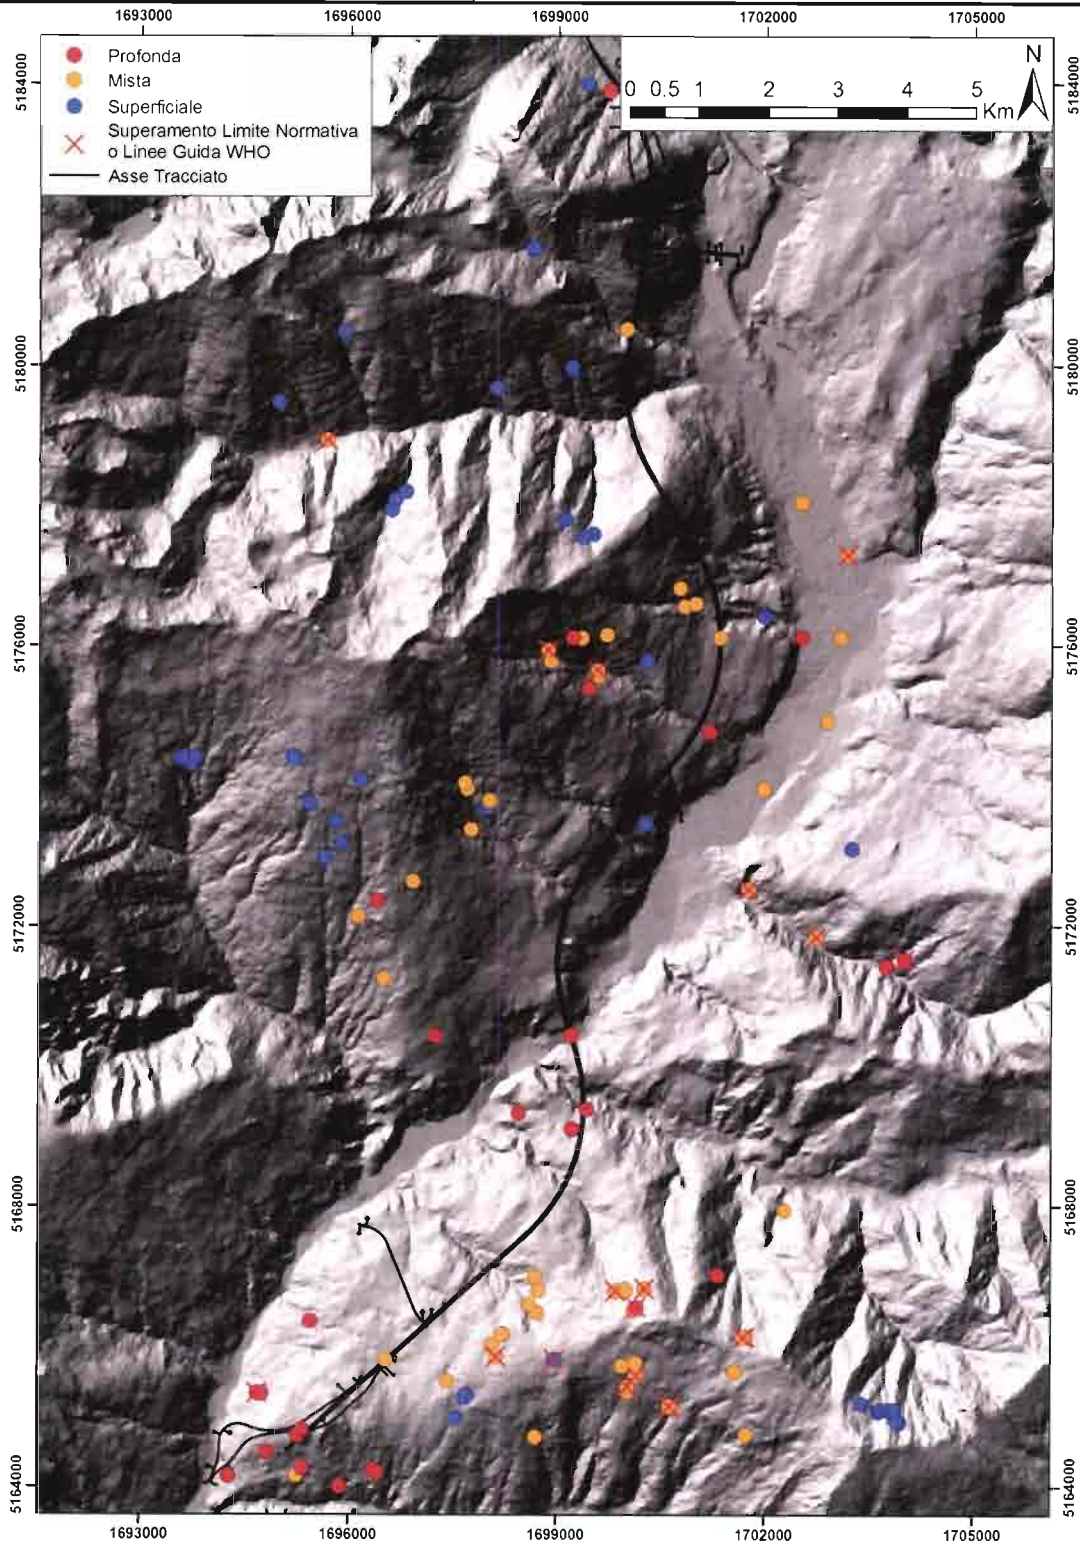 1693000 1696000 1699000 1702000 1705000
Profonda
Mista
Superficiale
Superamento Limite Normativa
o Linee Guida WHO
Asse Tracciato
N
0 0.5 1 2 3 4 5
Km
5184000 5184000
5180000 5180000
5176000 5176000
5172000 5172000
5168000 5168000
5164000 5164000
1693000 1696000 1699000 1702000 1705000